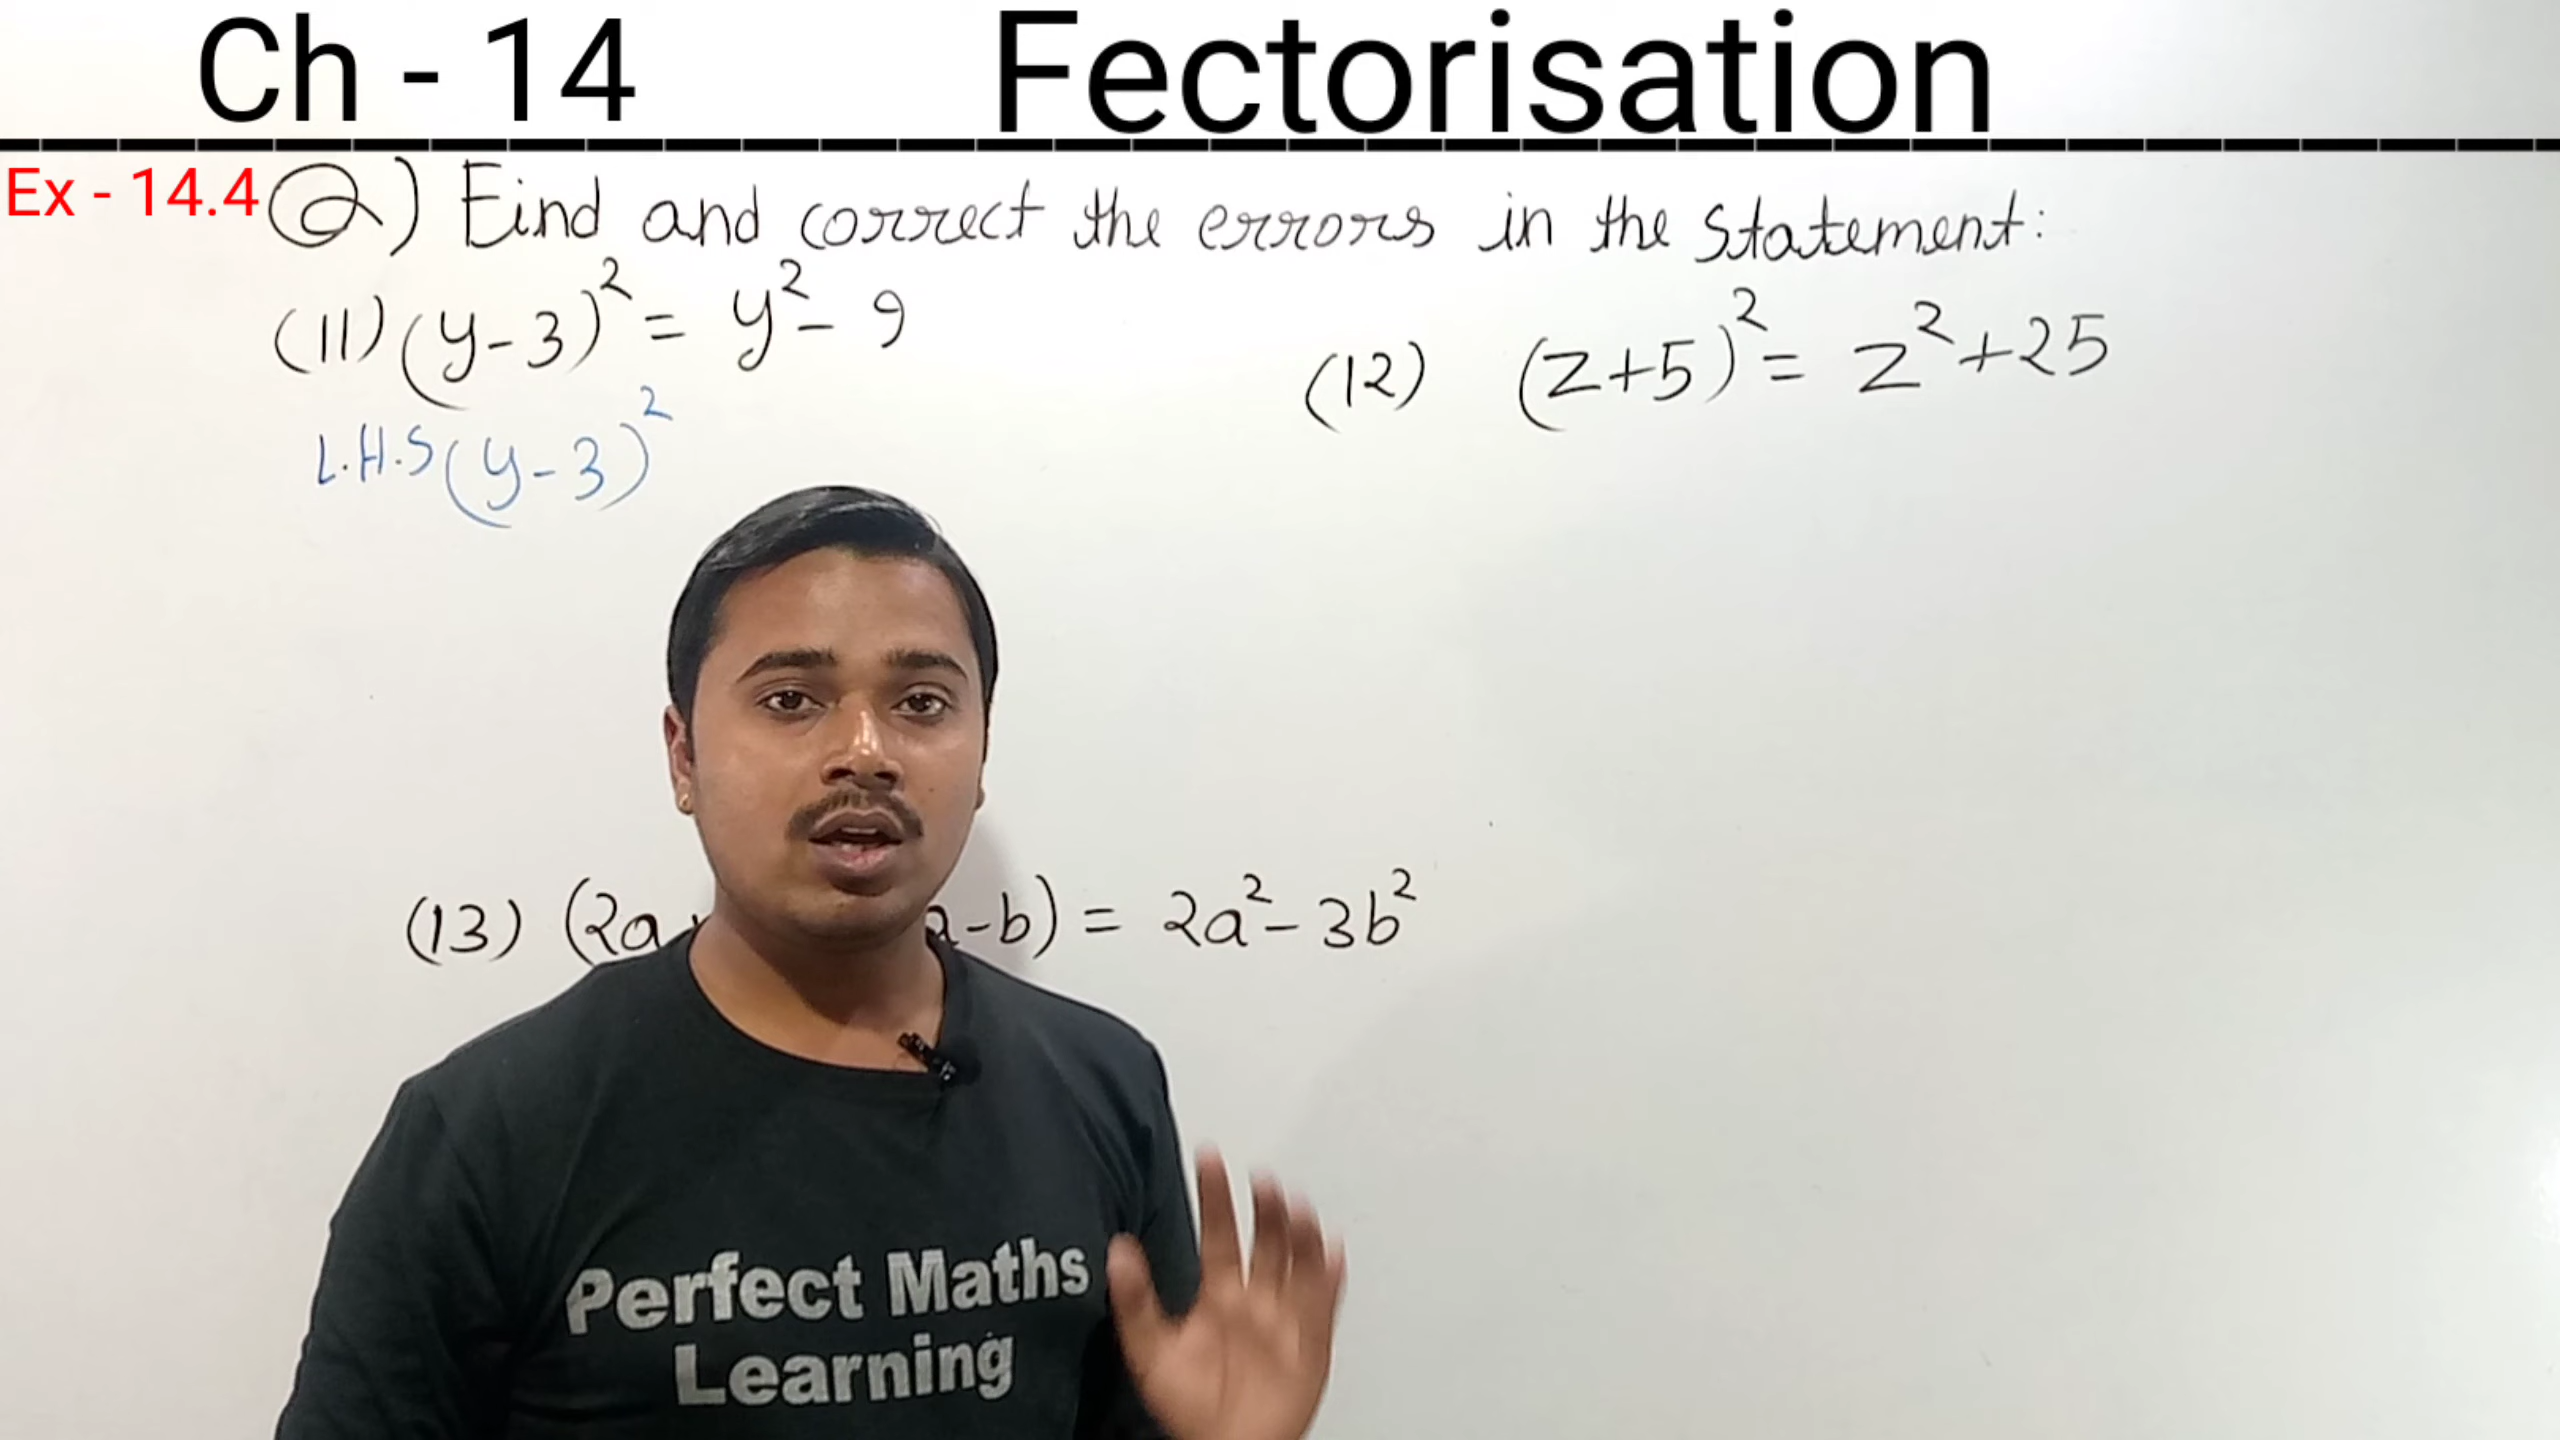 Ch - 14 Fectorisation
Ex - 14.4 Q) Find and correct the errors in the statement:
(11) (y-3)² = y² - 9
(12) (z+5)² = z² + 25
L.H.S (y-3)²
(13) (2a -b) = 2a² - 3b²
Perfect Maths
Learning